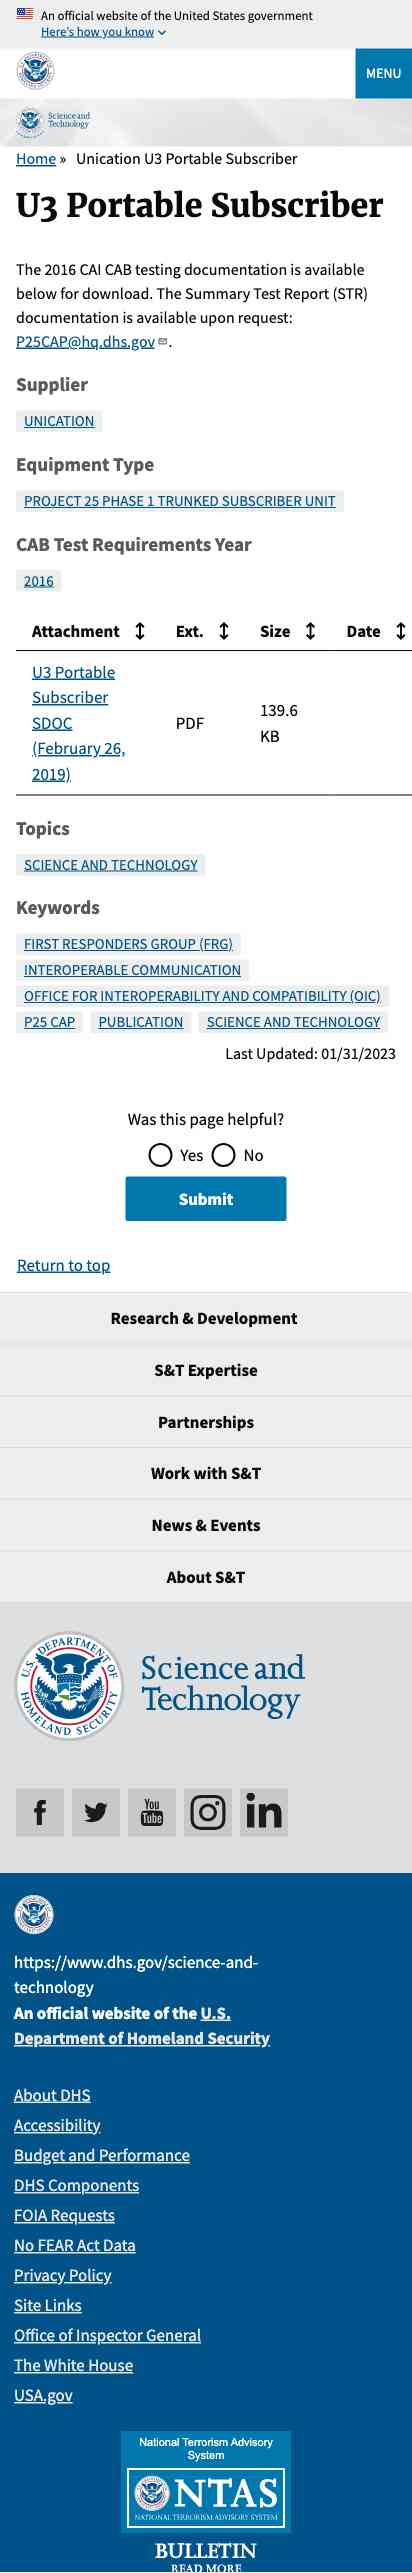 An official website of the United States government
Here's how you know
MENU
Science and
Technology
Home » Unication U3 Portable Subscriber
U3 Portable Subscriber
The 2016 CAI CAB testing documentation is available
below for download. The Summary Test Report (STR)
documentation is available upon request:
P25CAP@hq.dhs.gov.
Supplier
UNICATION
Equipment Type
PROJECT 25 PHASE 1 TRUNKED SUBSCRIBER UNIT
CAB Test Requirements Year
2016
Attachment Ext. Size Date
U3 Portable
Subscriber
SDOC
(February 26,
2019)
PDF
139.6
KB
Topics
SCIENCE AND TECHNOLOGY
Keywords
FIRST RESPONDERS GROUP (FRG)
INTEROPERABLE COMMUNICATION
OFFICE FOR INTEROPERABILITY AND COMPATIBILITY (OIC)
P25 CAP PUBLICATION SCIENCE AND TECHNOLOGY
Last Updated: 01/31/2023
Was this page helpful?
Yes No
Submit
Return to top
Research & Development
S&T Expertise
Partnerships
Work with S&T
News & Events
About S&T
U.S. DEPARTMENT OF HOMELAND SECURITY
Science and
Technology
You
Tube
in
https://www.dhs.gov/science-and-
technology
An official website of the U.S.
Department of Homeland Security
About DHS
Accessibility
Budget and Performance
DHS Components
FOIA Requests
No FEAR Act Data
Privacy Policy
Site Links
Office of Inspector General
The White House
USA.gov
National Terrorism Advisory
System
NTAS
NATIONAL TERRORISM ADVISORY SYSTEM
BULLETIN
READ MORE